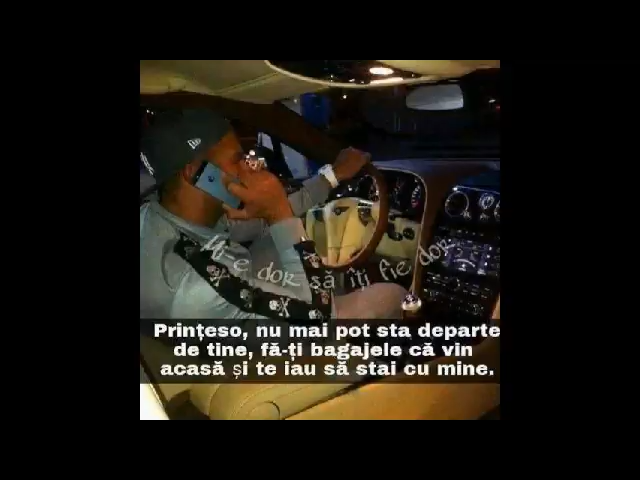 Mi-e dor să îți fie dor
Prințeso, nu mai pot sta departe
de tine, fă-ți bagajele că vin
acasă și te iau să stai cu mine.